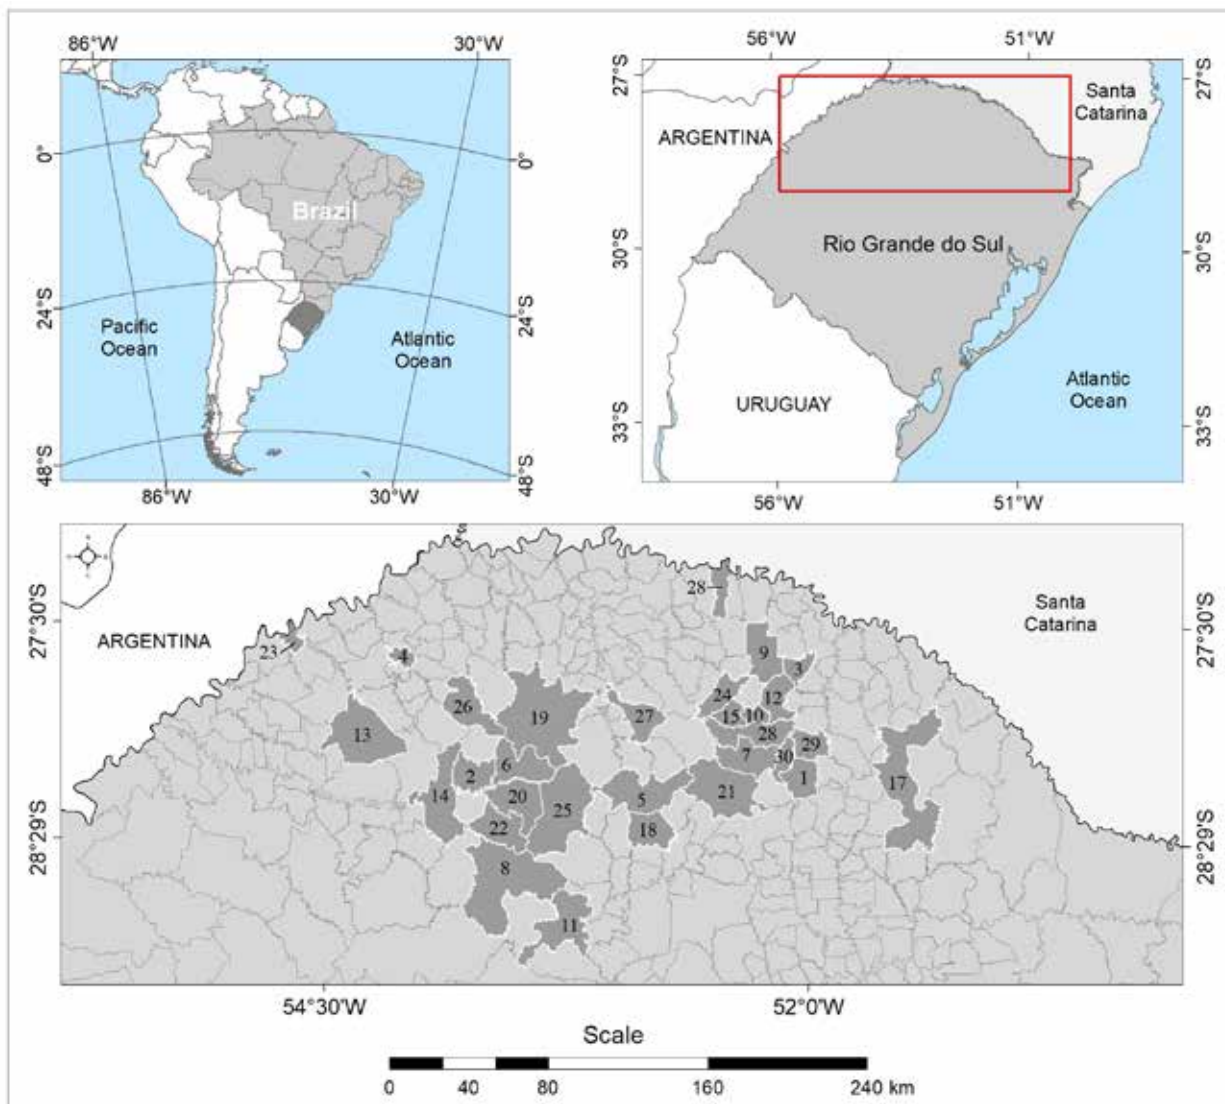 86°W
30°W
0°
0°
Brazil
24°S
24°S
Pacific
Ocean
Atlantic
Ocean
48°S
48°S
86°W
30°W
56°W
51°W
27°S
27°S
Santa
Catarina
ARGENTINA
30°S
30°S
Rio Grande do Sul
Atlantic
Ocean
URUGUAY
33°S
33°S
56°W
51°W
27°30'S
27°30'S
ARGENTINA
Santa
Catarina
28
23
4
9
3
26
19
27
24
12
13
15
10
28
29
2
6
7
30
1
14
20
25
5
21
17
22
18
8
11
28°29'S
28°29'S
54°30'W
52°0'W
Scale
0
40
80
160
240 km